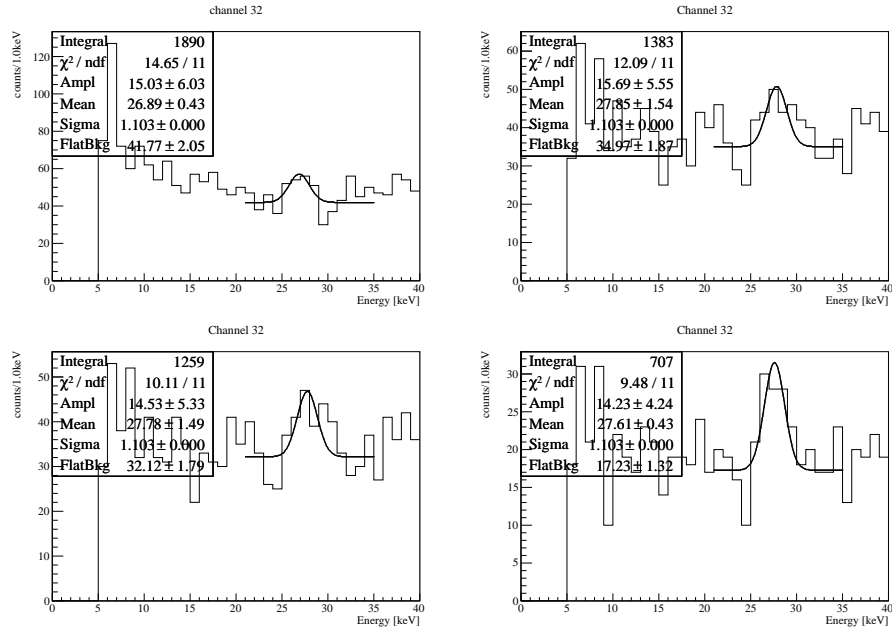 channel 32
counts/1.0keV
Integral 1890
χ² / ndf 14.65 / 11
Ampl 15.03 ± 6.03
Mean 26.89 ± 0.43
Sigma 1.103 ± 0.000
FlatBkg 41.77 ± 2.05
120
100
80
60
40
20
0
0 5 10 15 20 25 30 35 40
Energy [keV]
Channel 32
counts/1.0keV
Integral 1383
χ² / ndf 12.09 / 11
Ampl 15.69 ± 5.55
Mean 27.85 ± 1.54
Sigma 1.103 ± 0.000
FlatBkg 34.97 ± 1.87
60
50
40
30
20
10
0
0 5 10 15 20 25 30 35 40
Energy [keV]
Channel 32
counts/1.0keV
Integral 1259
χ² / ndf 10.11 / 11
Ampl 14.53 ± 5.33
Mean 27.78 ± 1.49
Sigma 1.103 ± 0.000
FlatBkg 32.12 ± 1.79
50
40
30
20
10
0
0 5 10 15 20 25 30 35 40
Energy [keV]
Channel 32
counts/1.0keV
Integral 707
χ² / ndf 9.48 / 11
Ampl 14.23 ± 4.24
Mean 27.61 ± 0.43
Sigma 1.103 ± 0.000
FlatBkg 17.23 ± 1.32
30
25
20
15
10
5
0
0 5 10 15 20 25 30 35 40
Energy [keV]